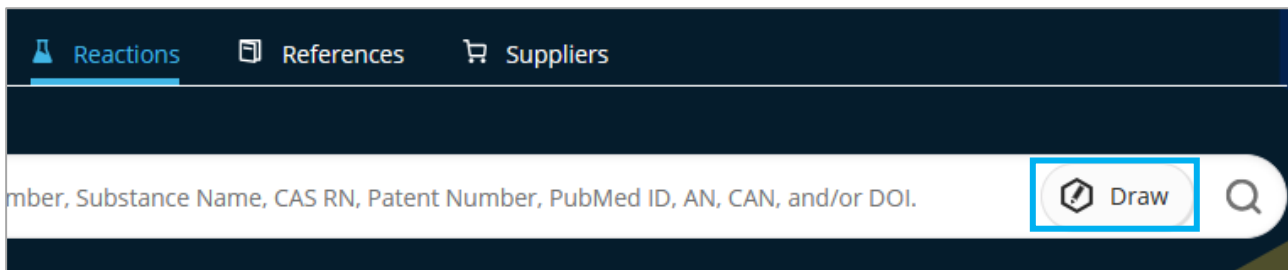 Reactions References Suppliers
mber, Substance Name, CAS RN, Patent Number, PubMed ID, AN, CAN, and/or DOI. Draw